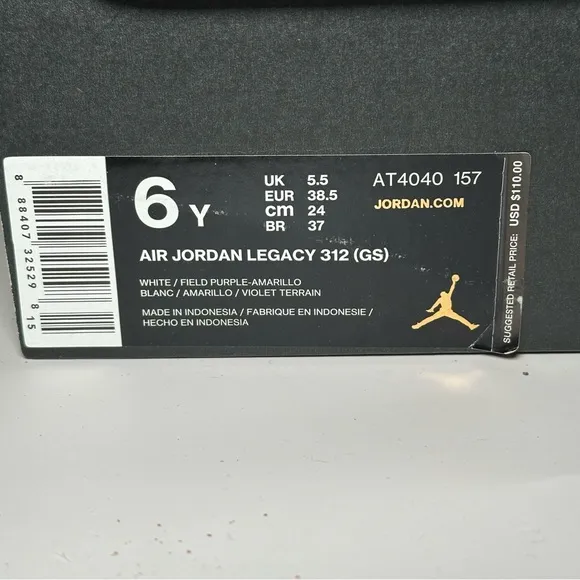 8 88407 32529 8 15
6 Y
UK 5.5
EUR 38.5
cm 24
BR 37
AT4040 157
JORDAN.COM
AIR JORDAN LEGACY 312 (GS)
WHITE / FIELD PURPLE-AMARILLO
BLANC / AMARILLO / VIOLET TERRAIN
MADE IN INDONESIA / FABRIQUE EN INDONESIE /
HECHO EN INDONESIA
SUGGESTED RETAIL PRICE: USD $110.00